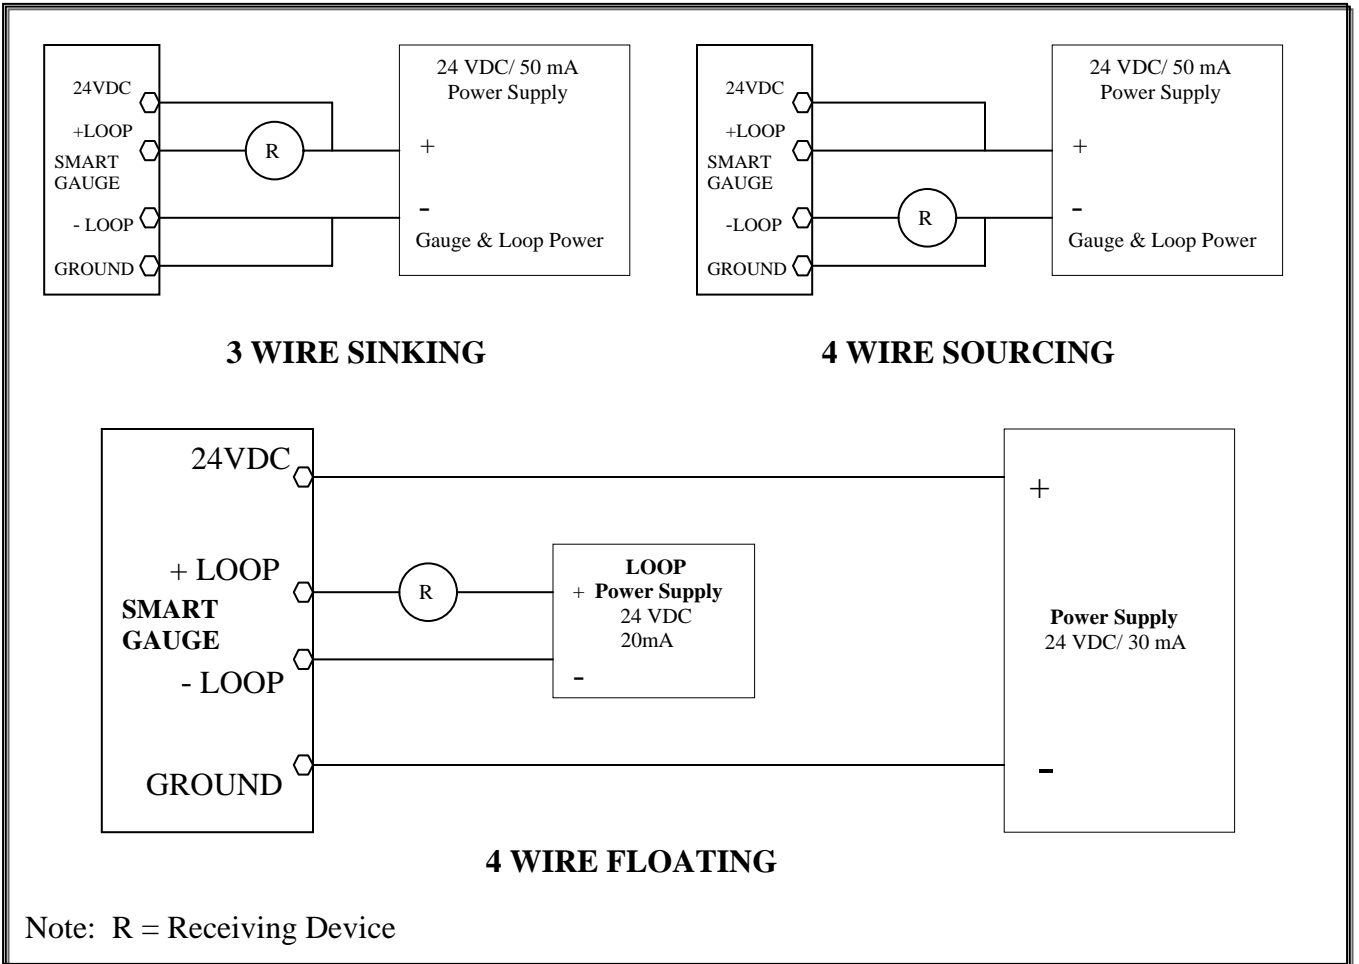 24VDC
+LOOP
SMART
GAUGE
- LOOP
GROUND
R
24 VDC/ 50 mA
Power Supply
+
-
Gauge & Loop Power
3 WIRE SINKING
24VDC
+LOOP
SMART
GAUGE
-LOOP
GROUND
R
24 VDC/ 50 mA
Power Supply
+
-
Gauge & Loop Power
4 WIRE SOURCING
24VDC
+ LOOP
SMART
GAUGE
- LOOP
GROUND
R
LOOP
+ Power Supply
24 VDC
20mA
-
+
Power Supply
24 VDC/ 30 mA
-
4 WIRE FLOATING
Note: R = Receiving Device